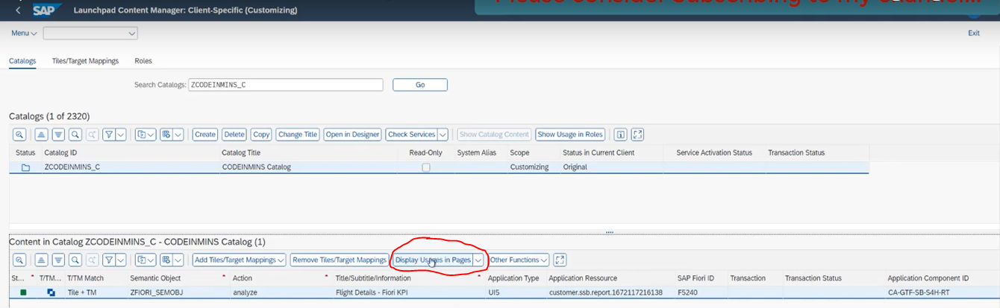 Please consider Subscribing to my channel...
SAP Launchpad Content Manager: Client-Specific (Customizing)
Menu
Exit
Catalogs Tiles/Target Mappings Roles
Search Catalogs: ZCODEINMINS_C Go
Catalogs (1 of 2320)
Create Delete Copy Change Title Open in Designer Check Services Show Catalog Content Show Usage in Roles
Status Catalog ID Catalog Title Read-Only System Alias Scope Status in Current Client Service Activation Status Transaction Status
ZCODEINMINS_C CODEINMINS Catalog Customizing Original
Content in Catalog ZCODEINMINS_C - CODEINMINS Catalog (1)
Add Tiles/Target Mappings Remove Tiles/Target Mappings Display Usages in Pages Other Functions
St... T/TM... T/TM Match Semantic Object Action Title/Subtitle/Information Application Type Application Ressource SAP Fiori ID Transaction Transaction Status Application Component ID
Tile + TM ZFIORI_SEMOBJ analyze Flight Details - Fiori KPI UI5 customer.ssb.report.1672117216138 F5240 CA-GTF-SB-S4H-RT